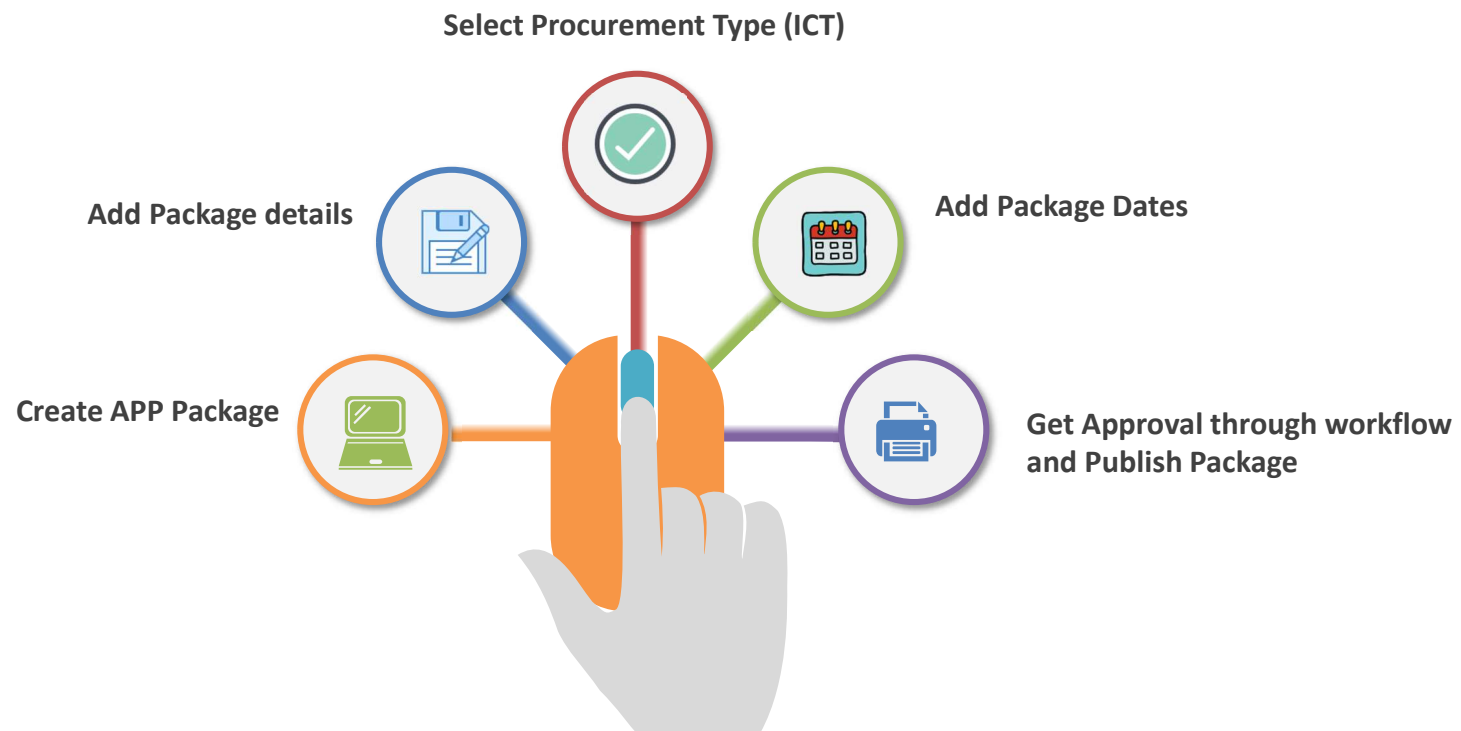 Select Procurement Type (ICT)
Add Package details
Add Package Dates
Create APP Package
Get Approval through workflow
and Publish Package